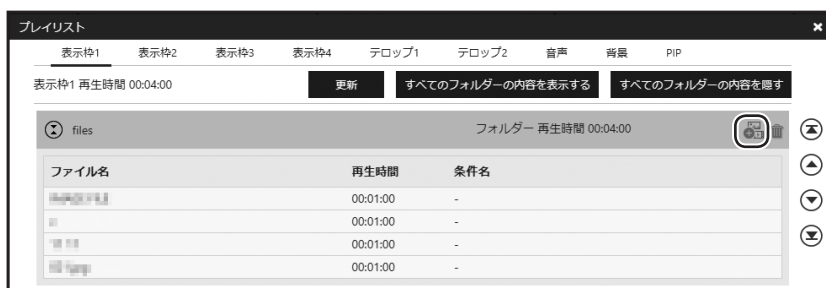 プレイリスト
表示枠1 表示枠2 表示枠3 表示枠4 テロップ1 テロップ2 音声 背景 PIP
表示枠1 再生時間 00:04:00 更新 すべてのフォルダーの内容を表示する すべてのフォルダーの内容を隠す
files フォルダー 再生時間 00:04:00
ファイル名 再生時間 条件名
00:01:00 -
00:01:00 -
00:01:00 -
00:01:00 -